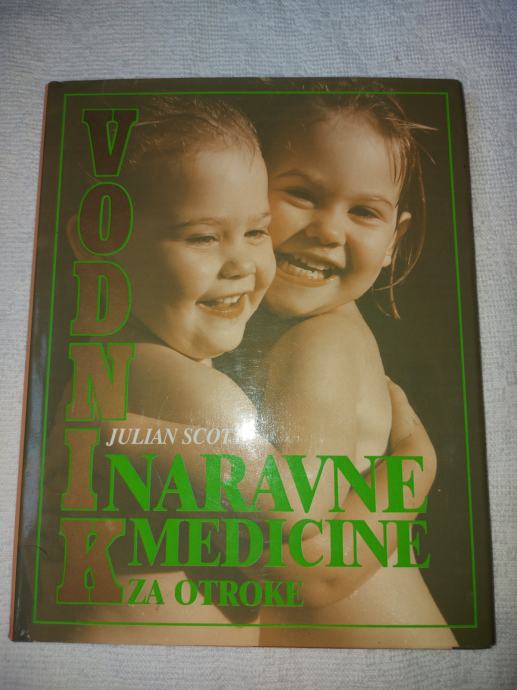 VODNIK
JULIAN SCOTT
NARAVNE
MEDICINE
ZA OTROKE